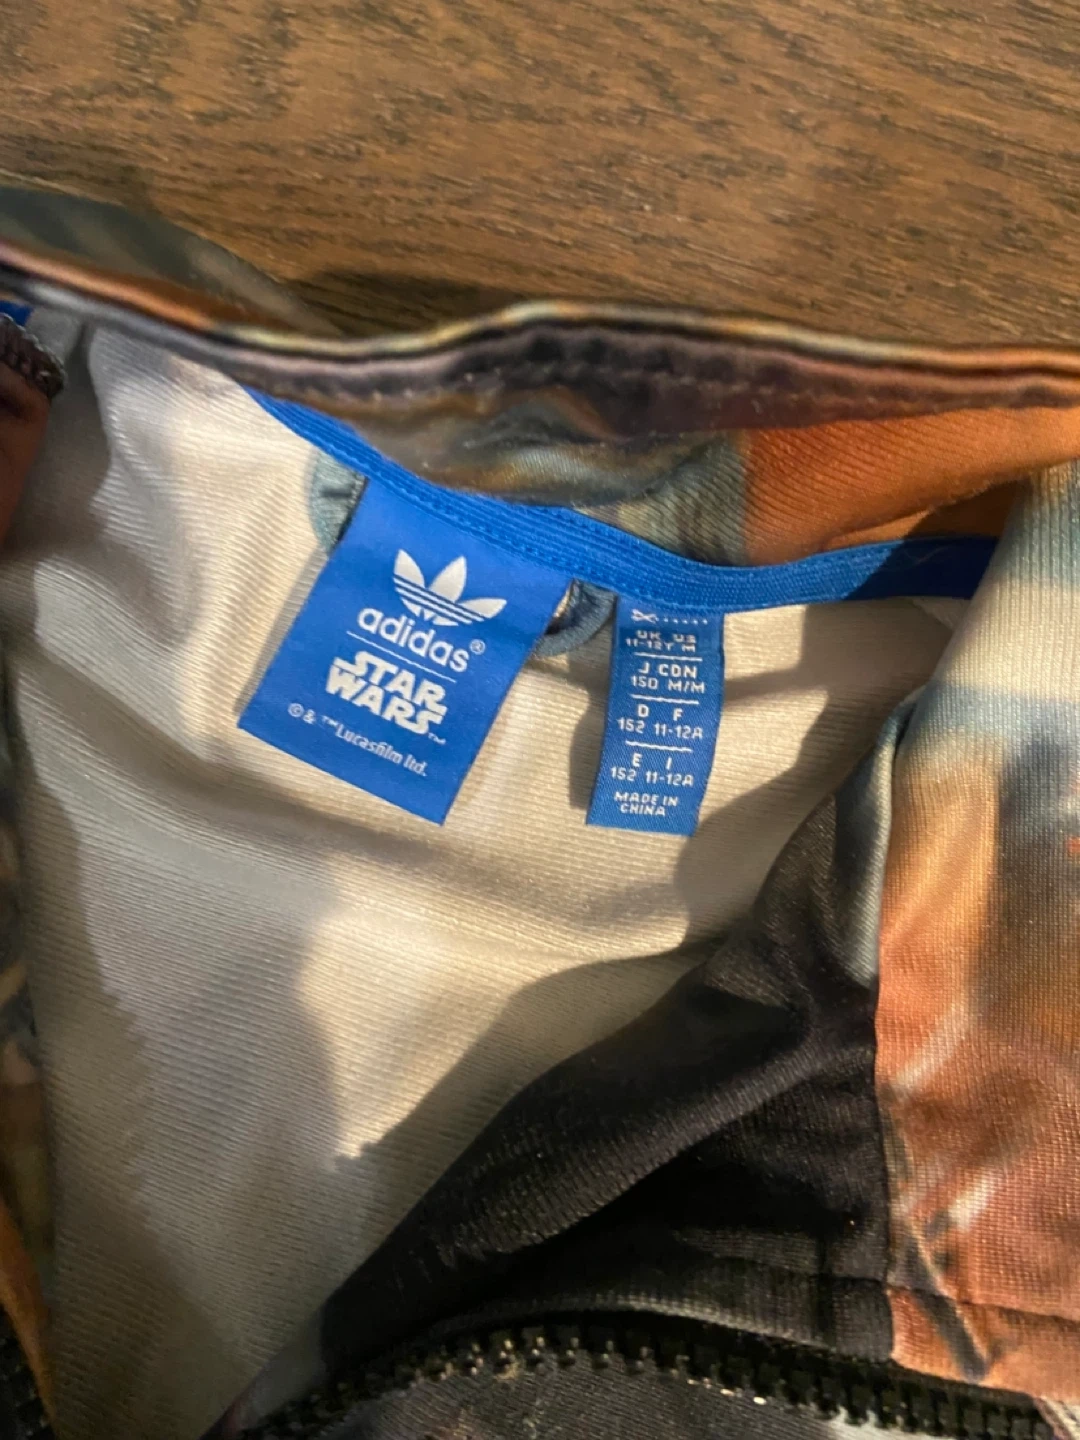 adidas®
STAR
WARS™
©& ™Lucasfilm ltd.
UK US
11-12Y M
J CDN
150 M/M
D F
152 11-12A
E I
152 11-12A
MADE IN
CHINA